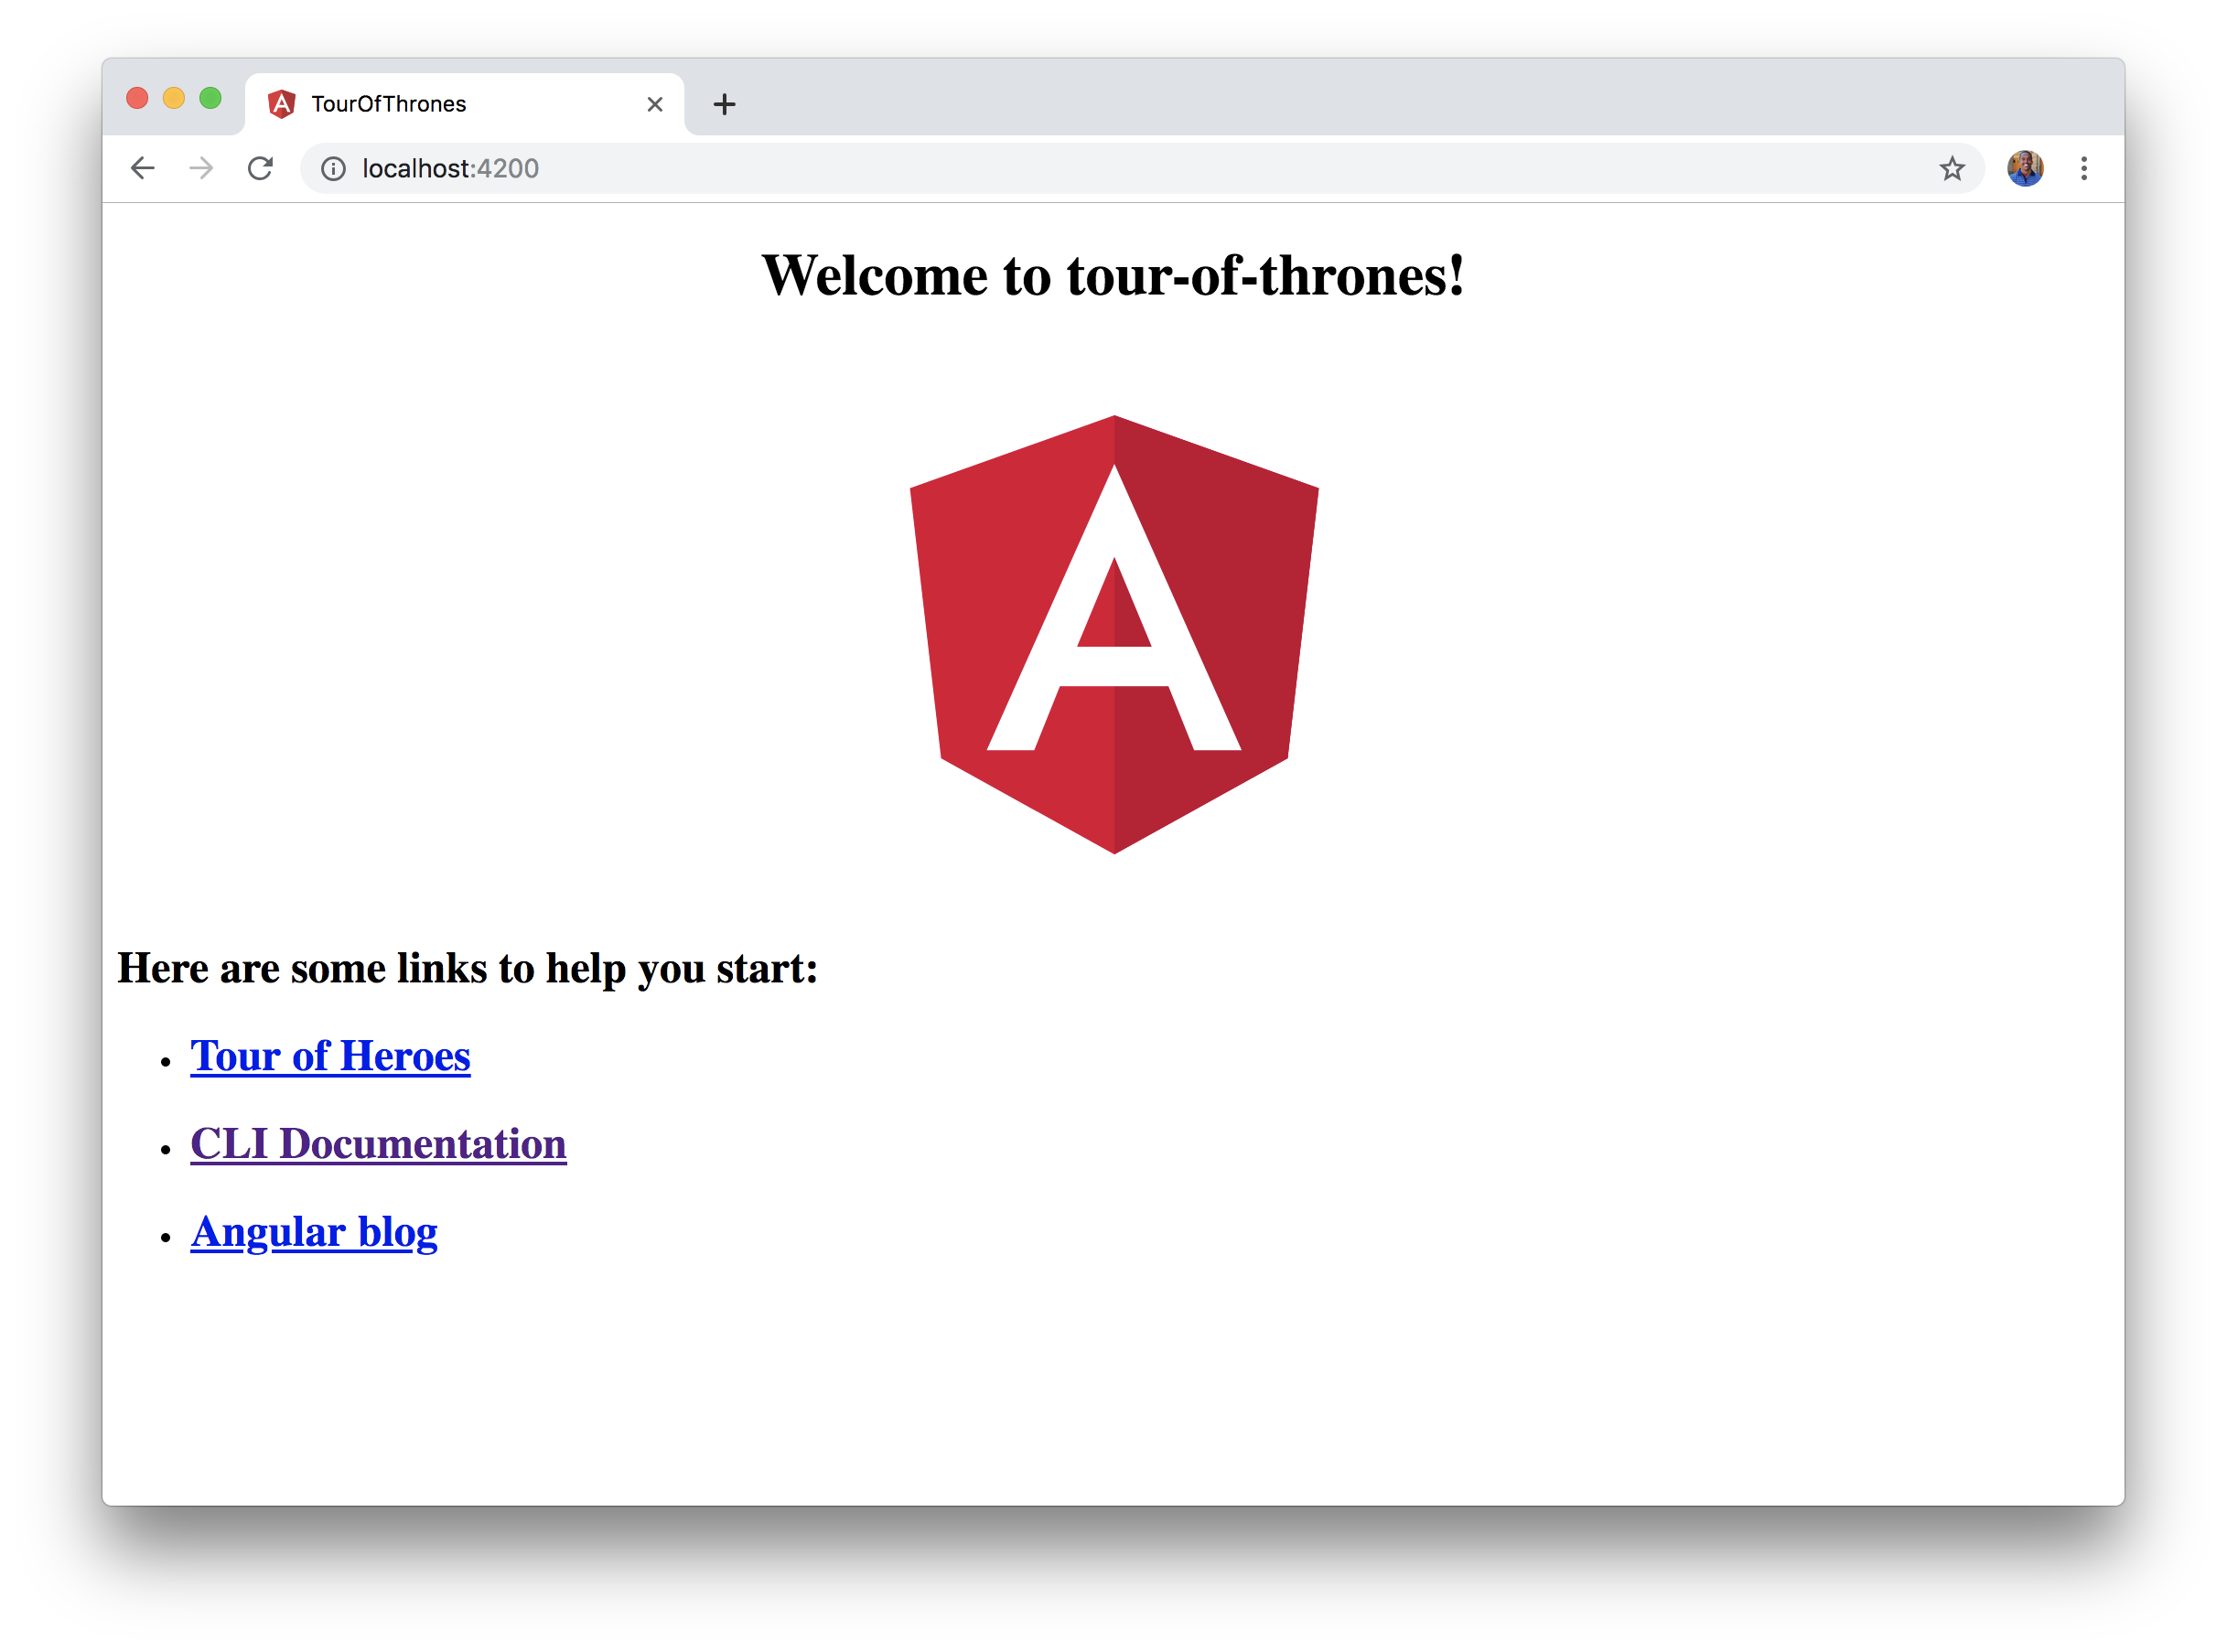 TourOfThrones
localhost:4200
Welcome to tour-of-thrones!
A
Here are some links to help you start:
Tour of Heroes
CLI Documentation
Angular blog